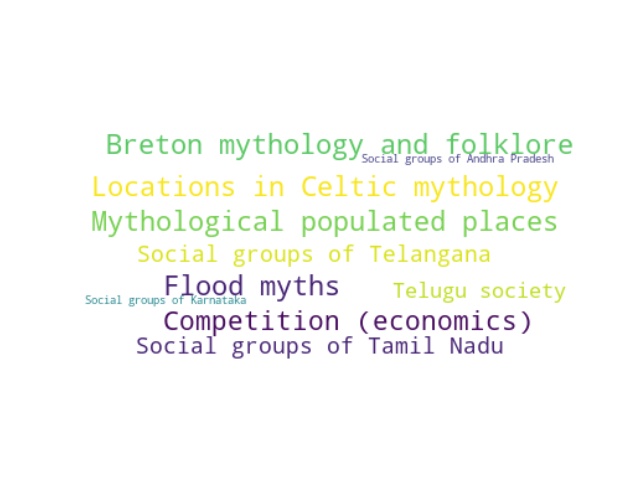 Breton mythology and folklore
Social groups of Andhra Pradesh
Locations in Celtic mythology
Mythological populated places
Social groups of Telangana
Flood myths
Telugu society
Social groups of Karnataka
Competition (economics)
Social groups of Tamil Nadu